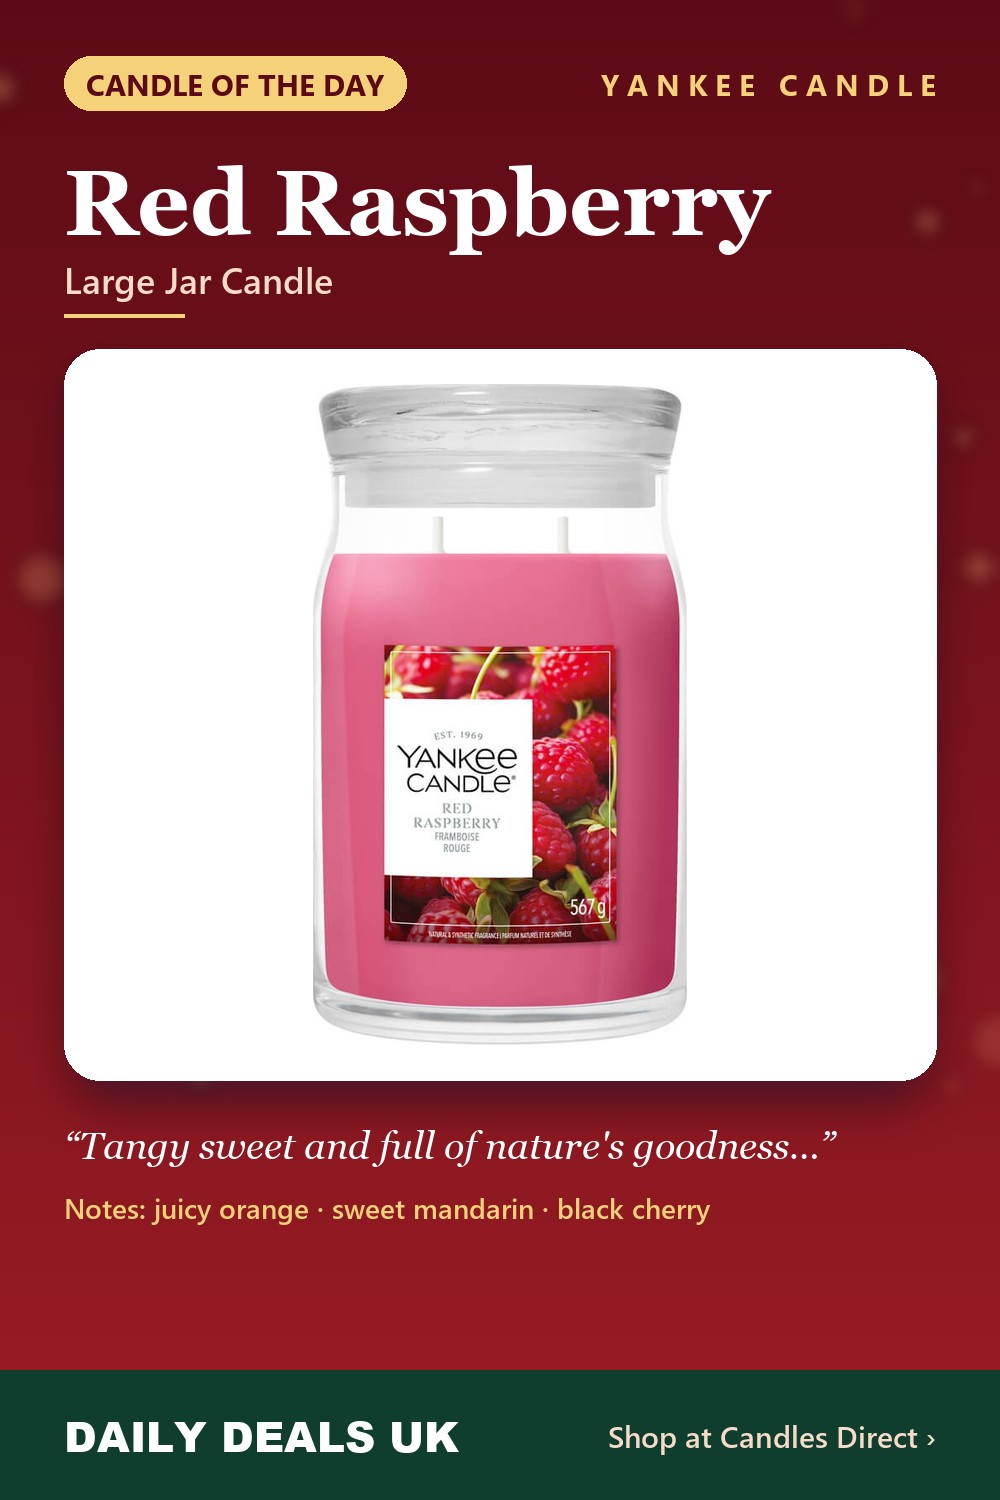 CANDLE OF THE DAY
YANKEE CANDLE
Red Raspberry
Large Jar Candle
EST. 1969
YANKEE
CANDLE®
RED
RASPBERRY
FRAMBOISE
ROUGE
567 g
NATURAL & SYNTHETIC FRAGRANCE | PARFUM NATUREL ET DE SYNTHÈSE
“Tangy sweet and full of nature's goodness...”
Notes: juicy orange · sweet mandarin · black cherry
DAILY DEALS UK
Shop at Candles Direct ›